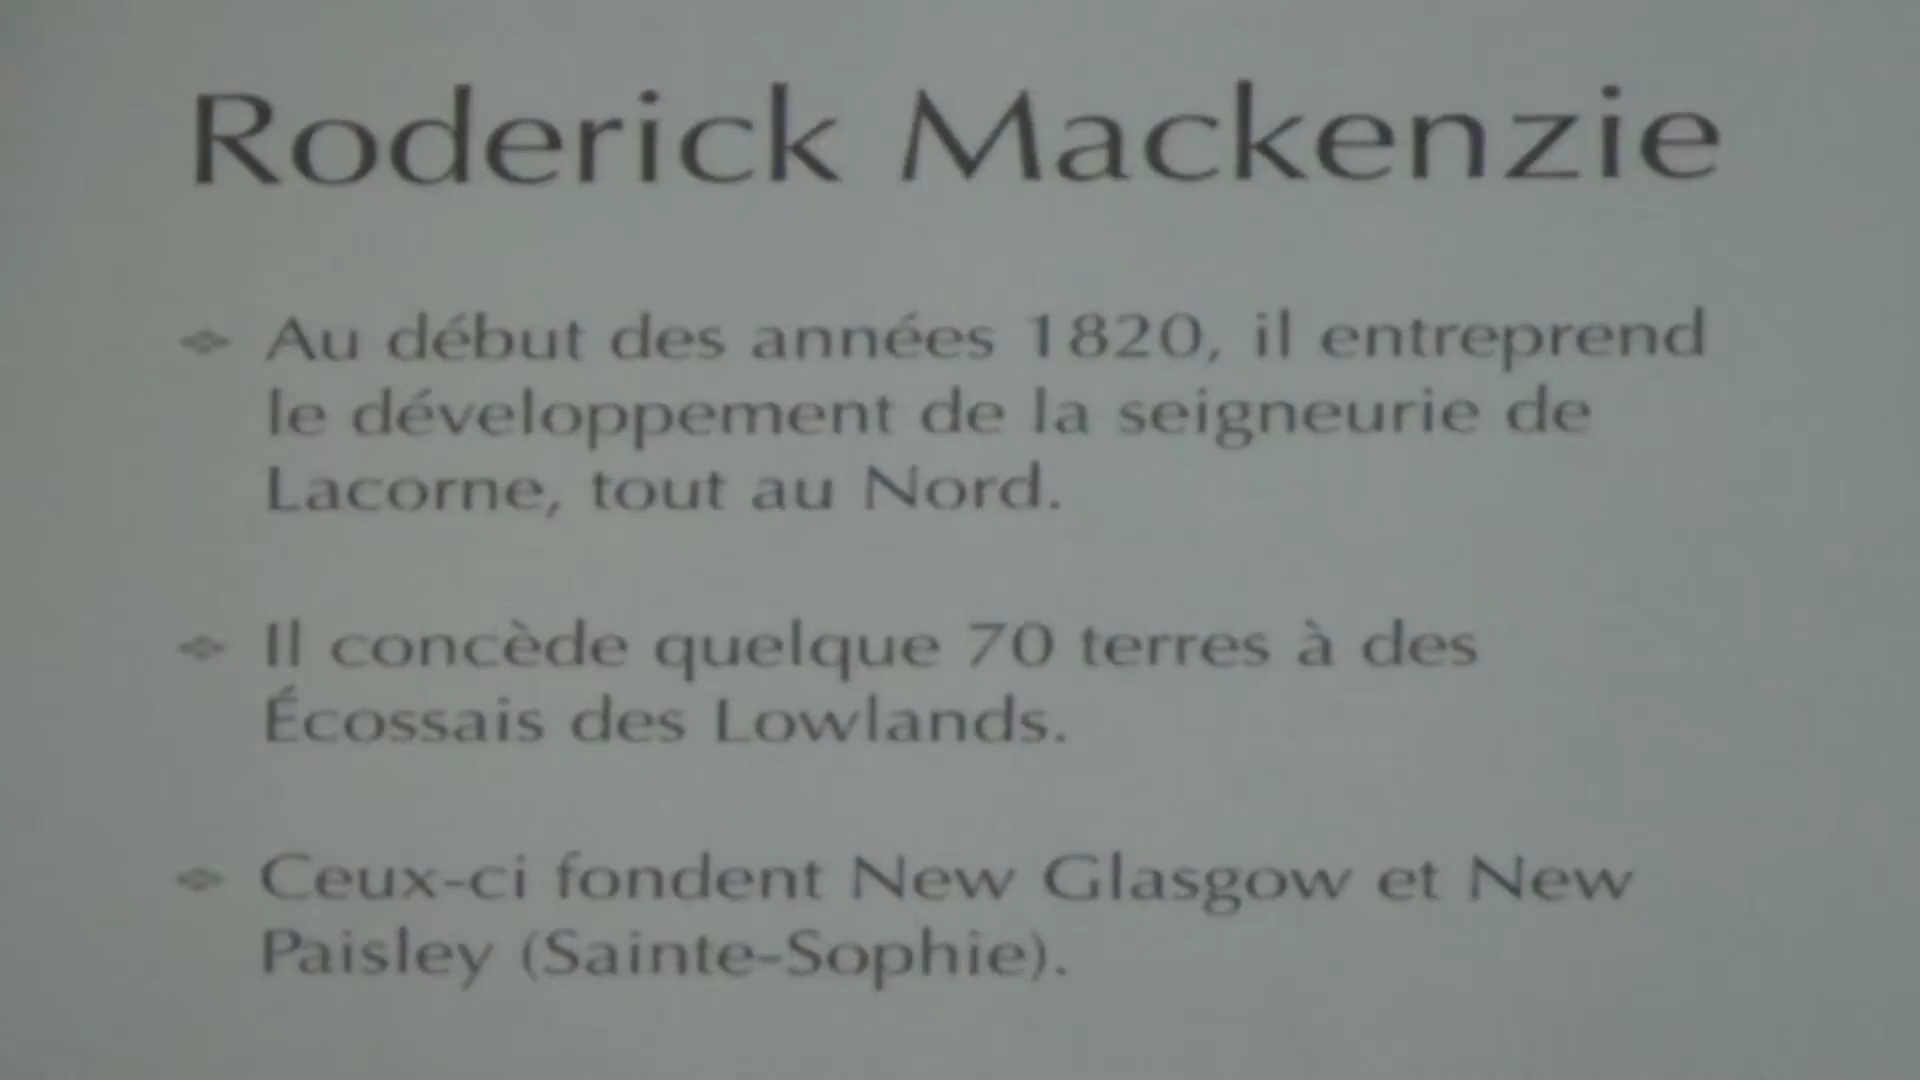 Roderick Mackenzie
Au début des années 1820, il entreprend
le développement de la seigneurie de
Lacorne, tout au Nord.
Il concède quelque 70 terres à des
Écossais des Lowlands.
Ceux-ci fondent New Glasgow et New
Paisley (Sainte-Sophie).